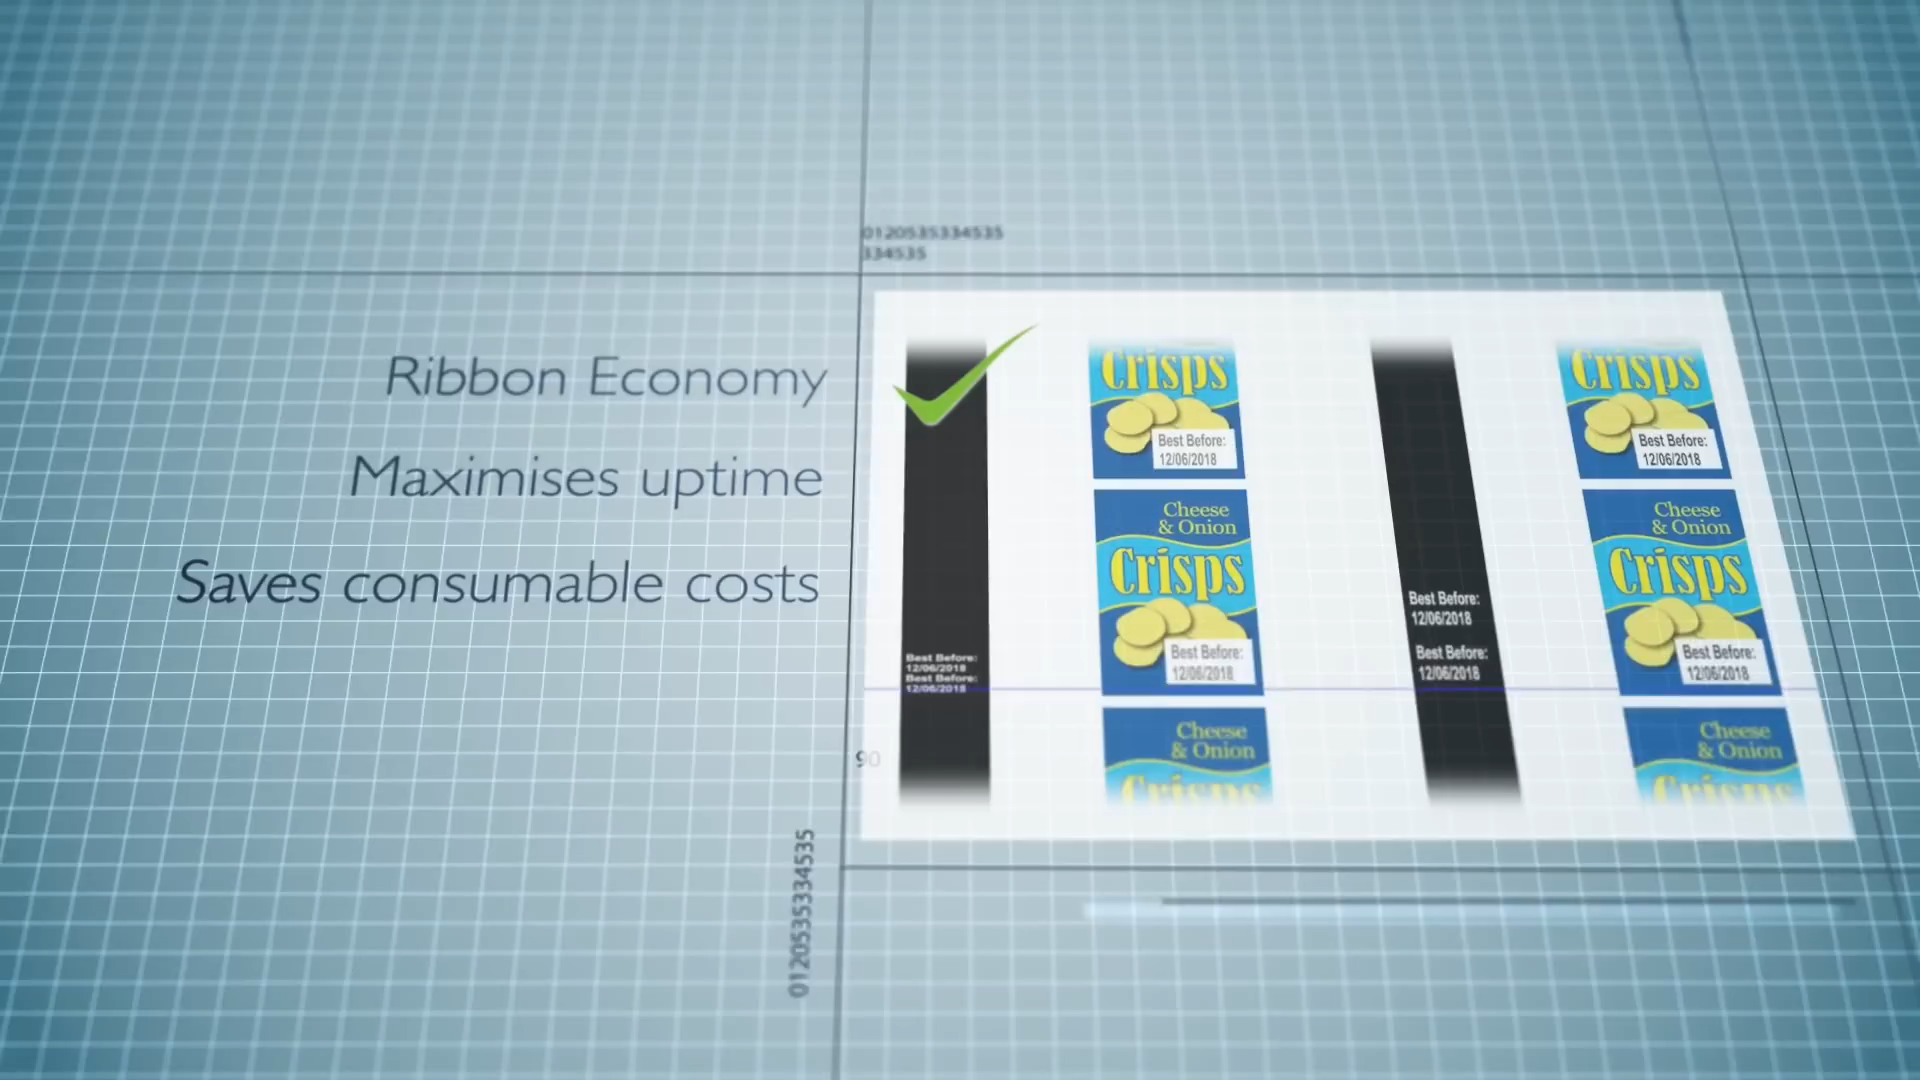 0120535334535
334535
Ribbon Economy
Maximises uptime
Saves consumable costs
Crisps
Best Before:
12/06/2018
Cheese
& Onion
Crisps
Best Before:
12/06/2018
Cheese
& Onion
Crisps
Best Before:
12/06/2018
Best Before:
12/06/2018
Crisps
Best Before:
12/06/2018
Cheese
& Onion
Crisps
Best Before:
12/06/2018
Cheese
& Onion
Crisps
Best Before:
12/06/2018
Best Before:
12/06/2018
90
0120535334535